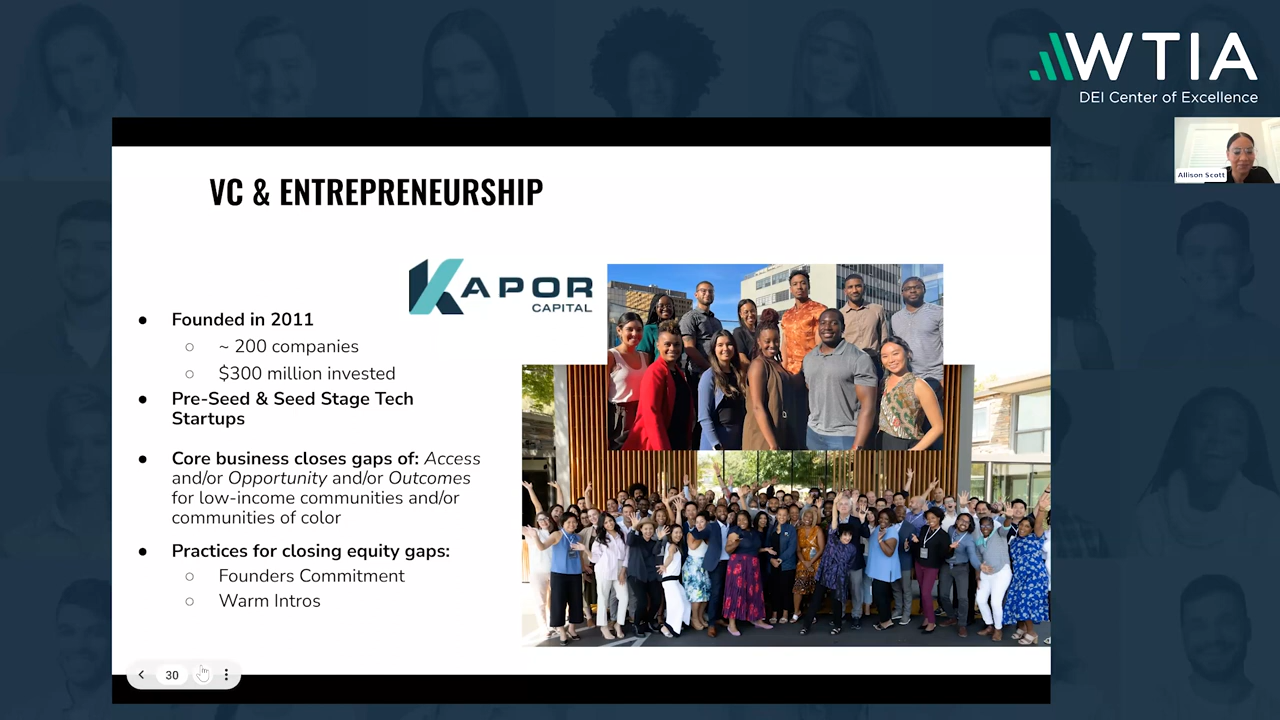 WTIA
DEI Center of Excellence
Allison Scott
VC & ENTREPRENEURSHIP
KAPOR
CAPITAL
● Founded in 2011
○ ~ 200 companies
○ $300 million invested
● Pre-Seed & Seed Stage Tech
Startups
● Core business closes gaps of: Access
and/or Opportunity and/or Outcomes
for low-income communities and/or
communities of color
● Practices for closing equity gaps:
○ Founders Commitment
○ Warm Intros
30